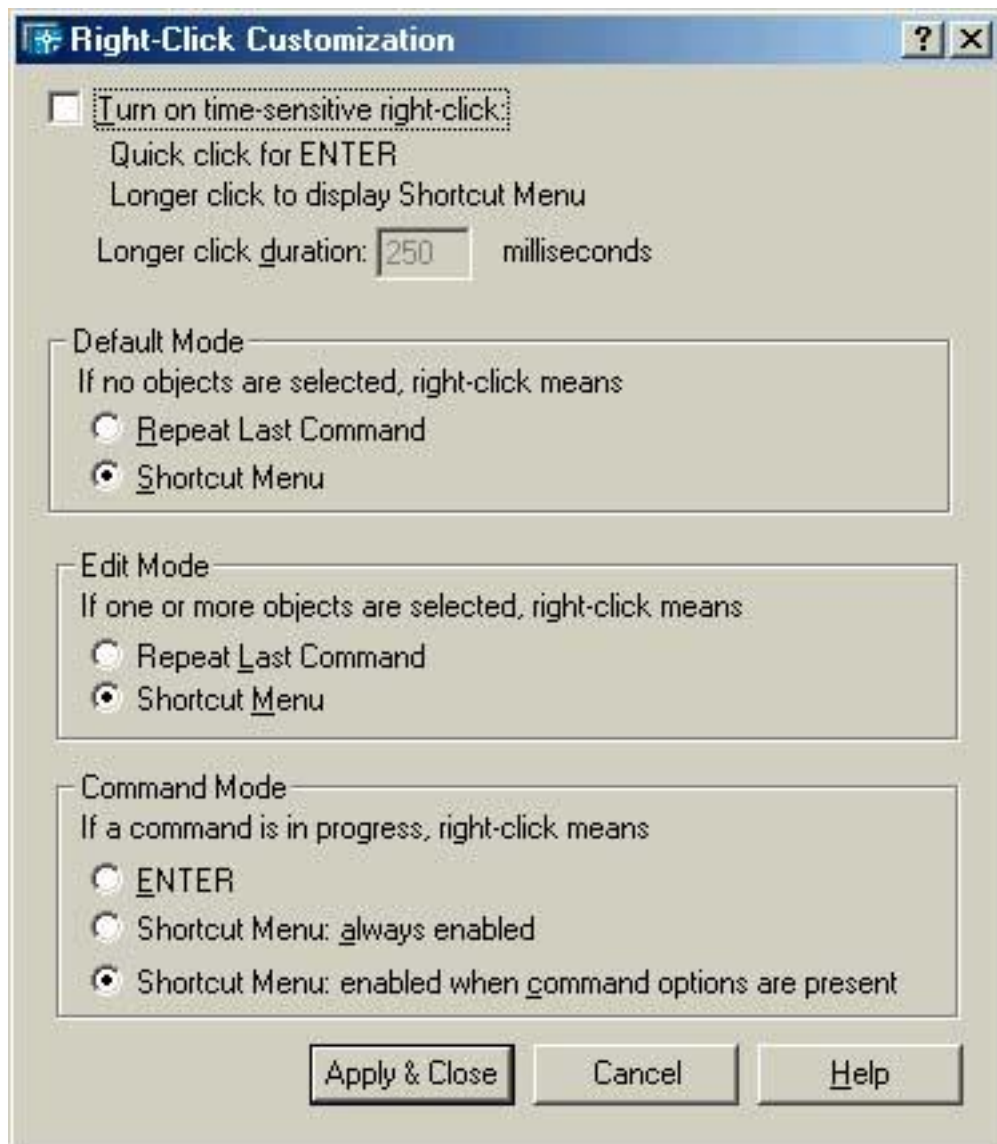 Right-Click Customization
Turn on time-sensitive right-click:
Quick click for ENTER
Longer click to display Shortcut Menu
Longer click duration: 250 milliseconds
Default Mode
If no objects are selected, right-click means
Repeat Last Command
Shortcut Menu
Edit Mode
If one or more objects are selected, right-click means
Repeat Last Command
Shortcut Menu
Command Mode
If a command is in progress, right-click means
ENTER
Shortcut Menu: always enabled
Shortcut Menu: enabled when command options are present
Apply & Close Cancel Help